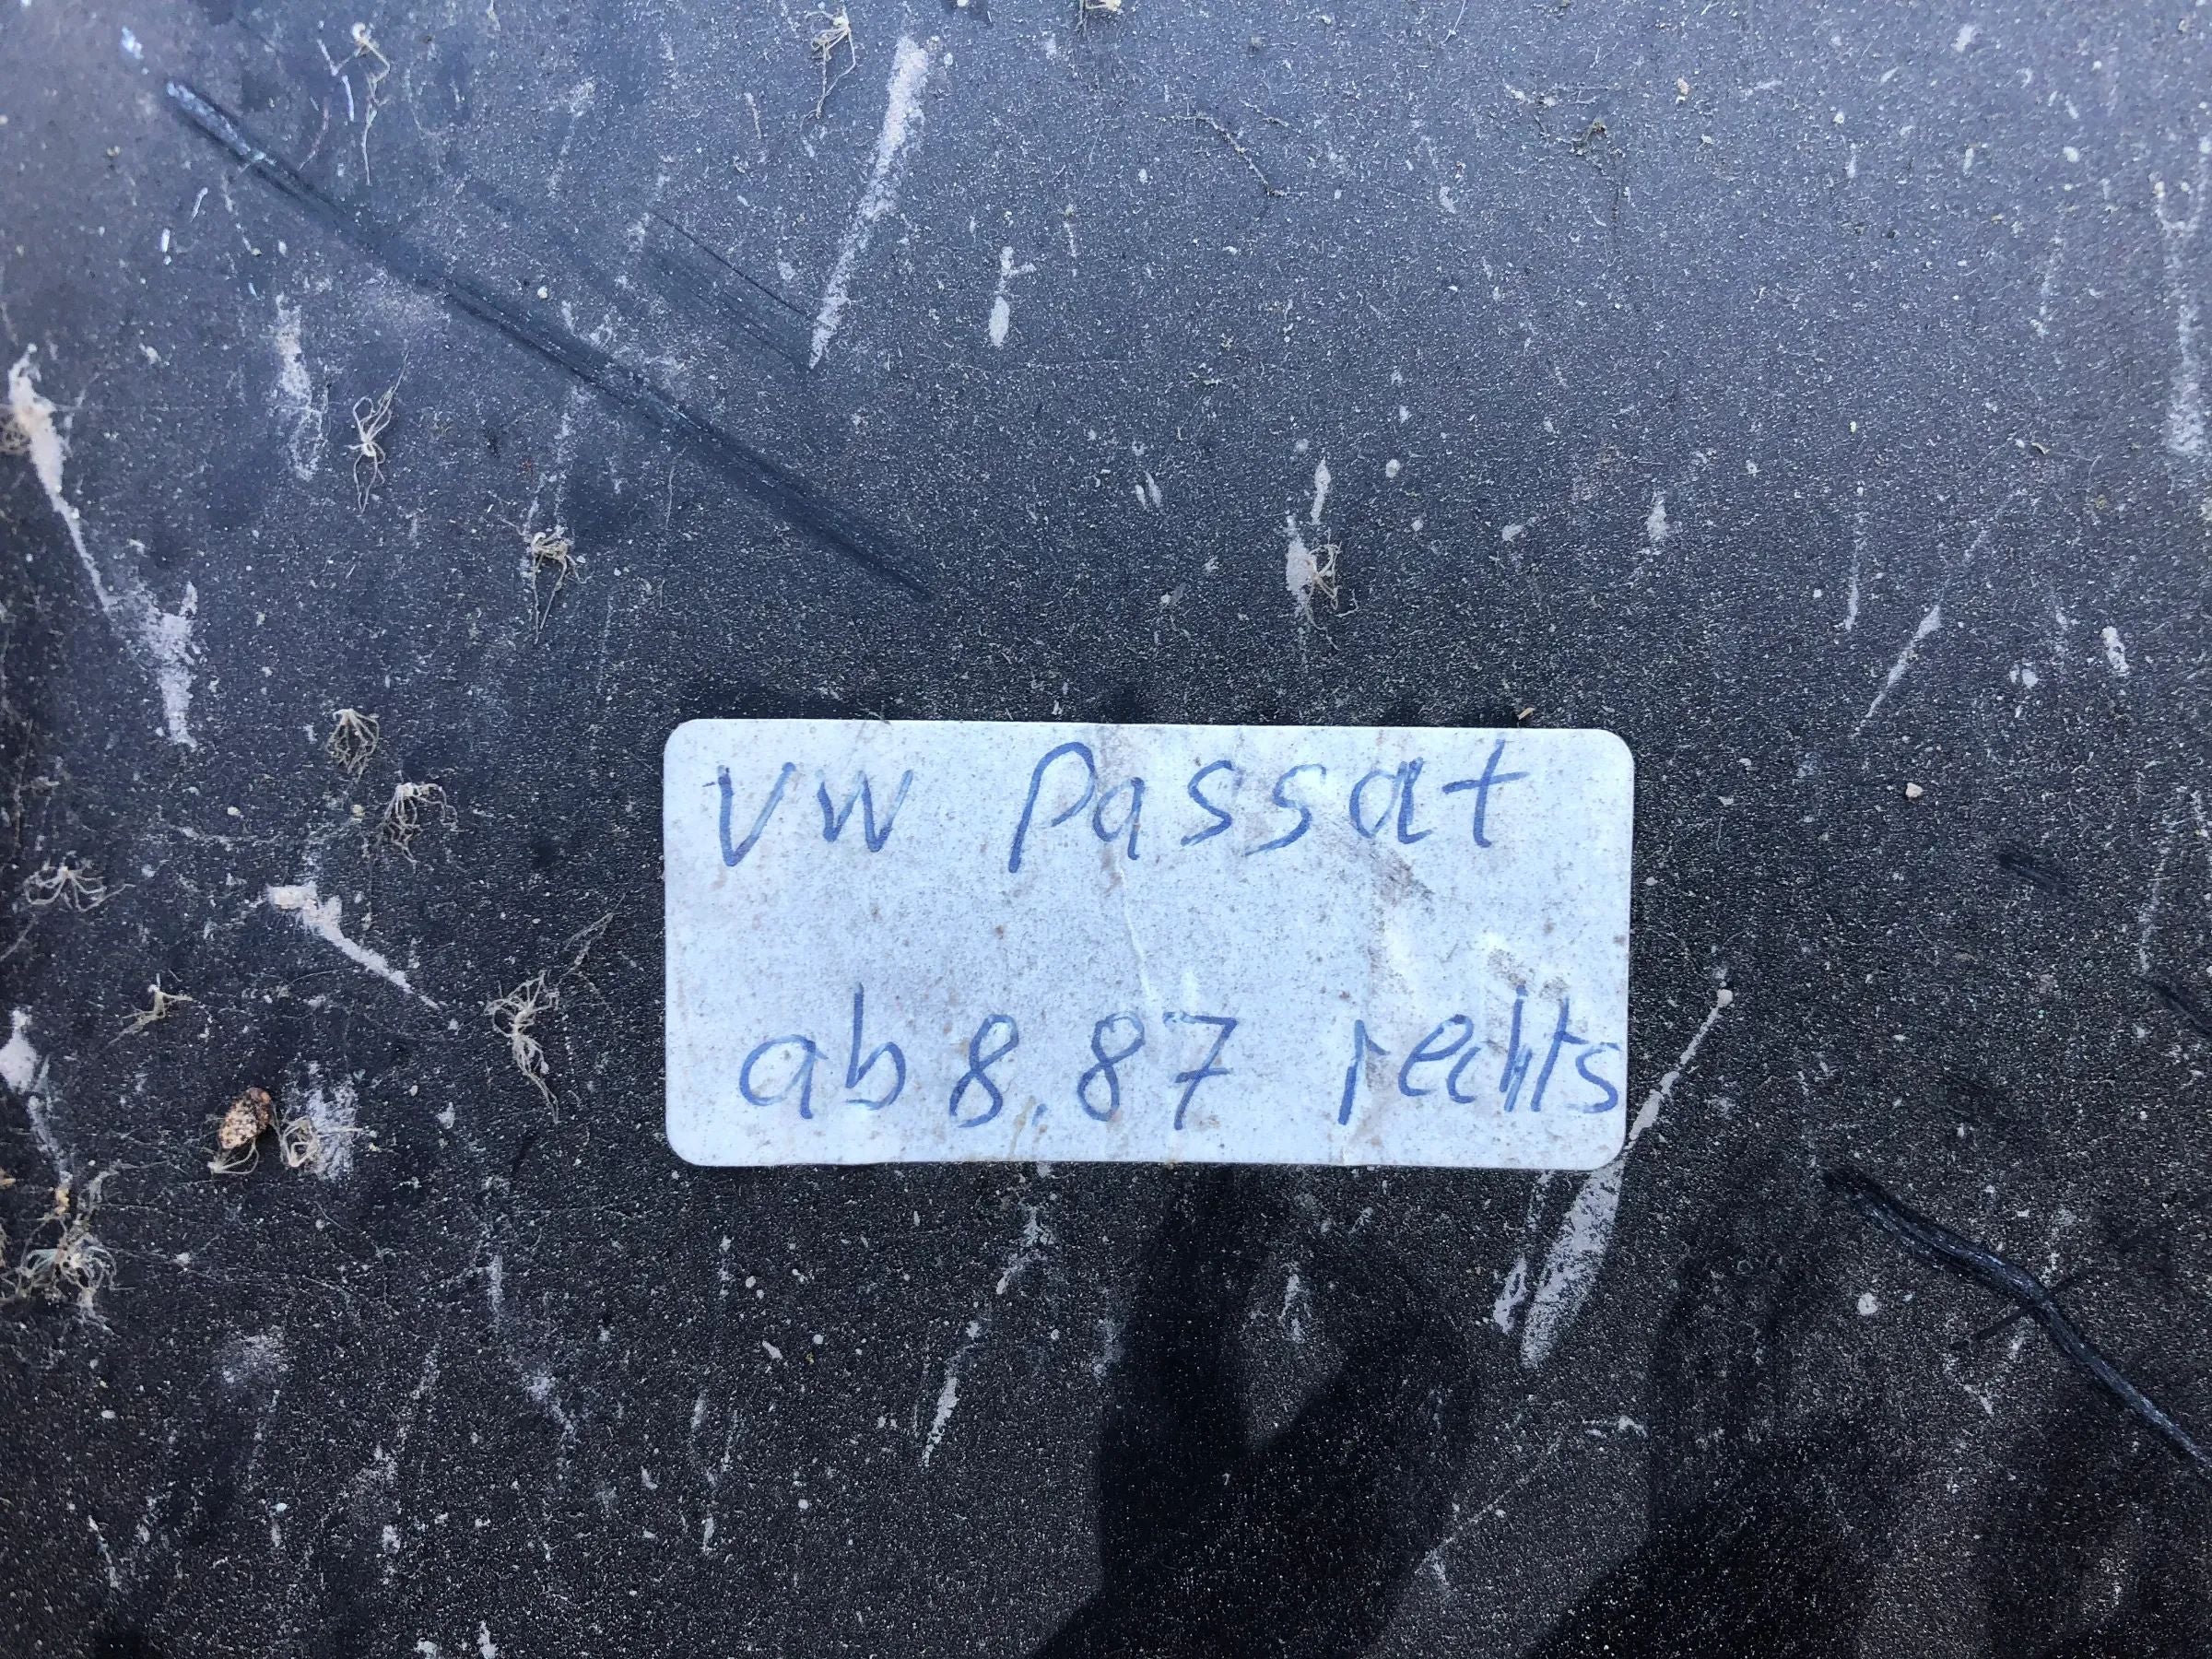 VW Passat
ab 8.87 rechts